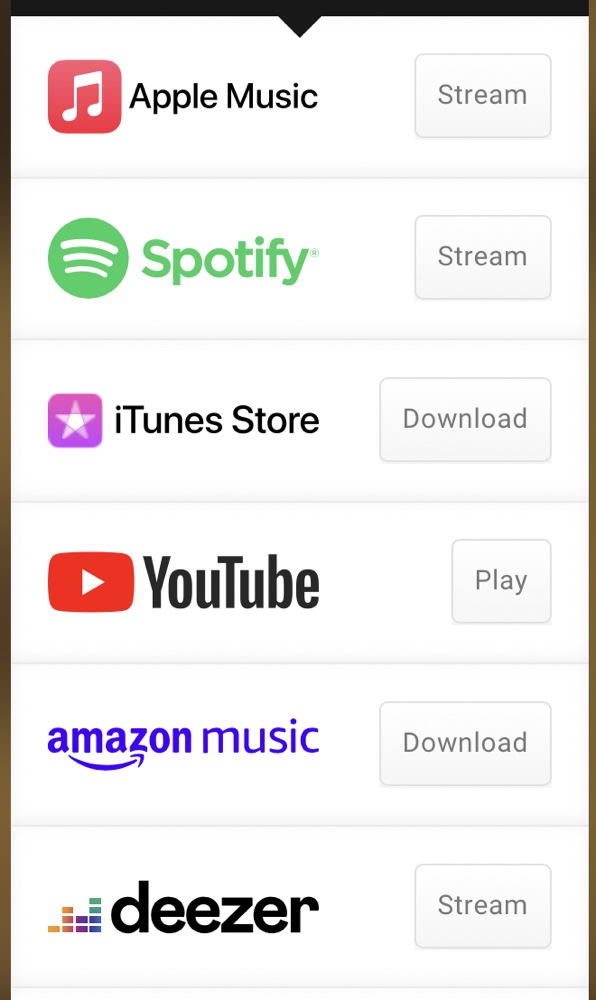 Apple Music
Stream
Spotify®
Stream
iTunes Store
Download
YouTube
Play
amazon music
Download
deezer
Stream